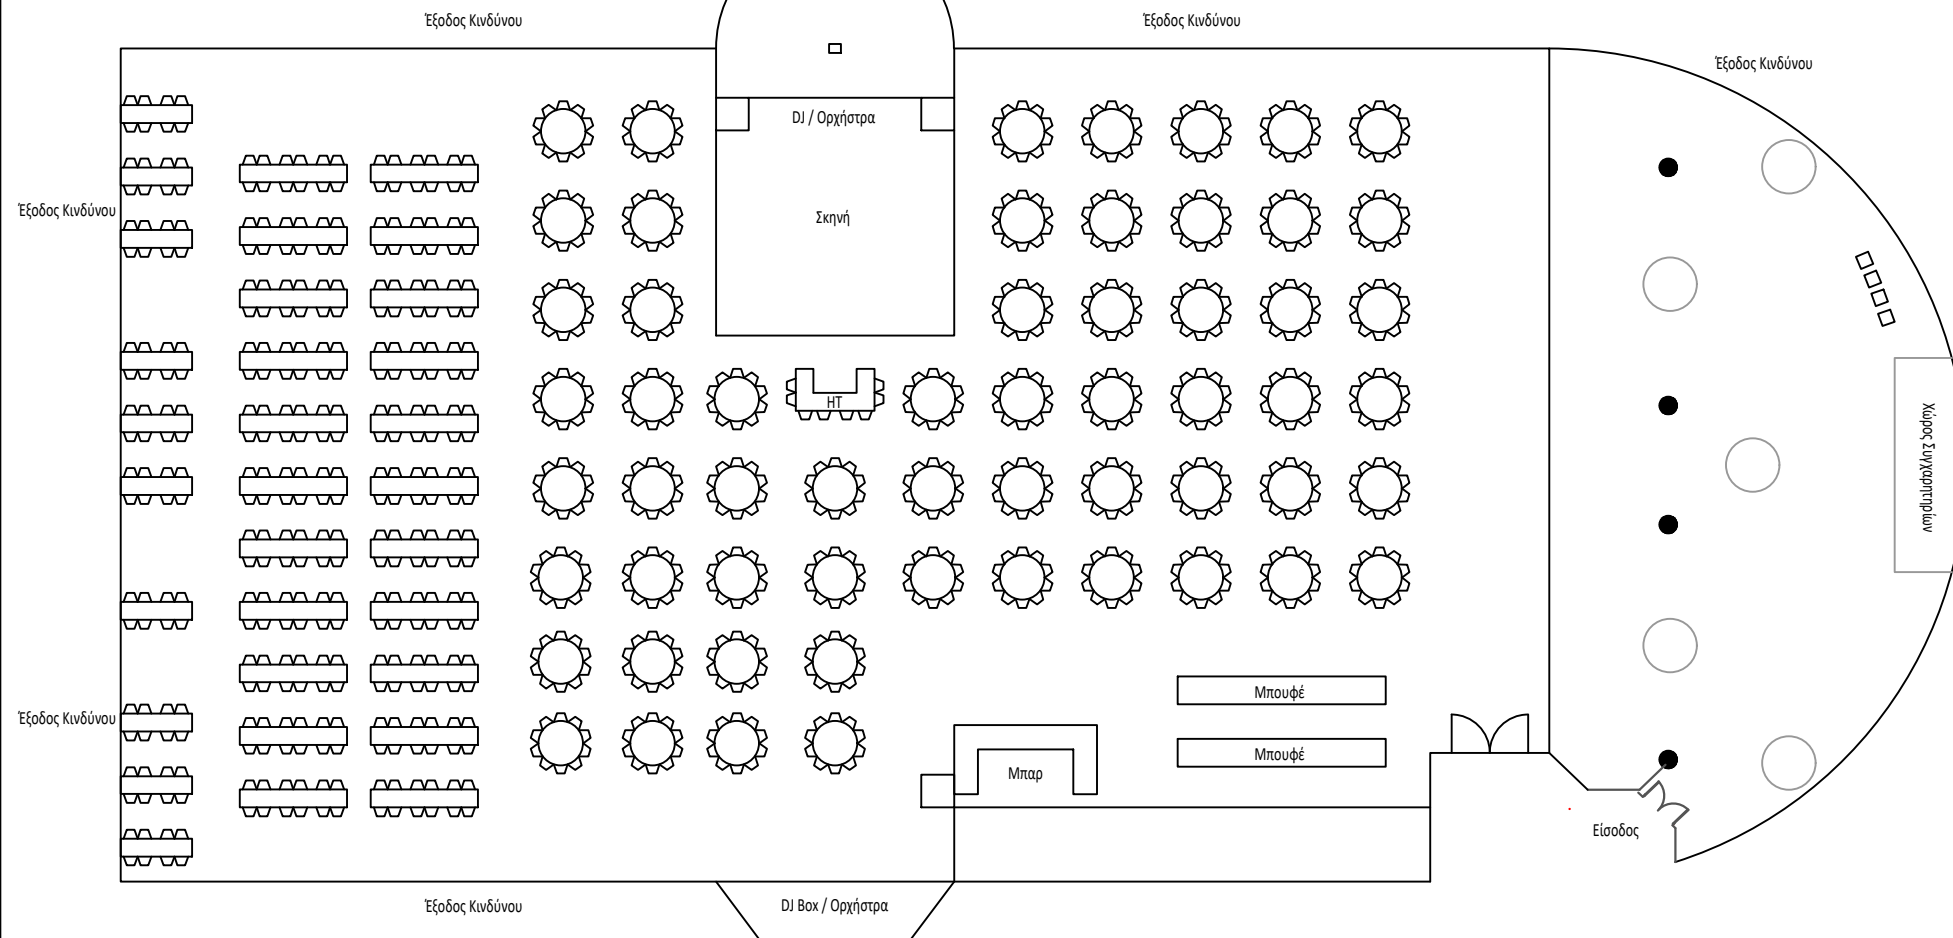 Έξοδος Κινδύνου
Έξοδος Κινδύνου
Έξοδος Κινδύνου
DJ / Ορχήστρα
Έξοδος Κινδύνου
Σκηνή
HT
Χώρος Συγχαρητηρίων
Μπουφέ
Έξοδος Κινδύνου
Μπουφέ
Μπαρ
Είσοδος
Έξοδος Κινδύνου
DJ Box / Ορχήστρα